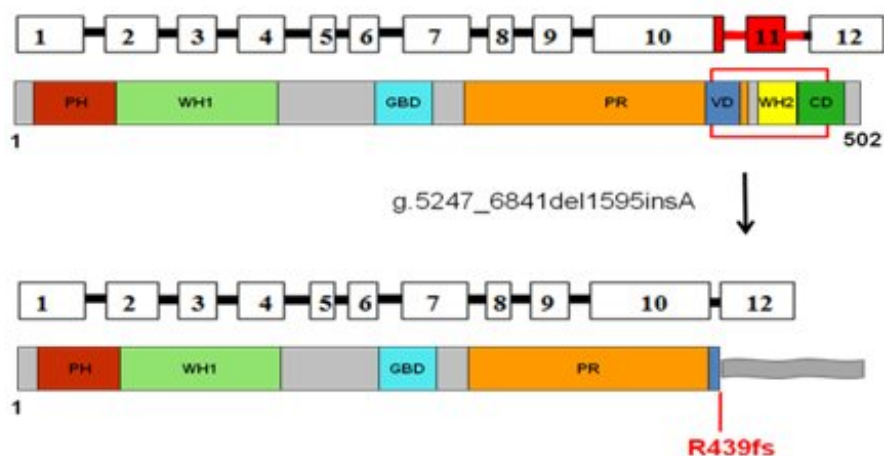 1 2 3 4 5 6 7 8 9 10 11 12
PH WH1 GBD PR VD WH2 CD
1 502
g.5247_6841del1595insA
1 2 3 4 5 6 7 8 9 10 12
PH WH1 GBD PR
1
R439fs